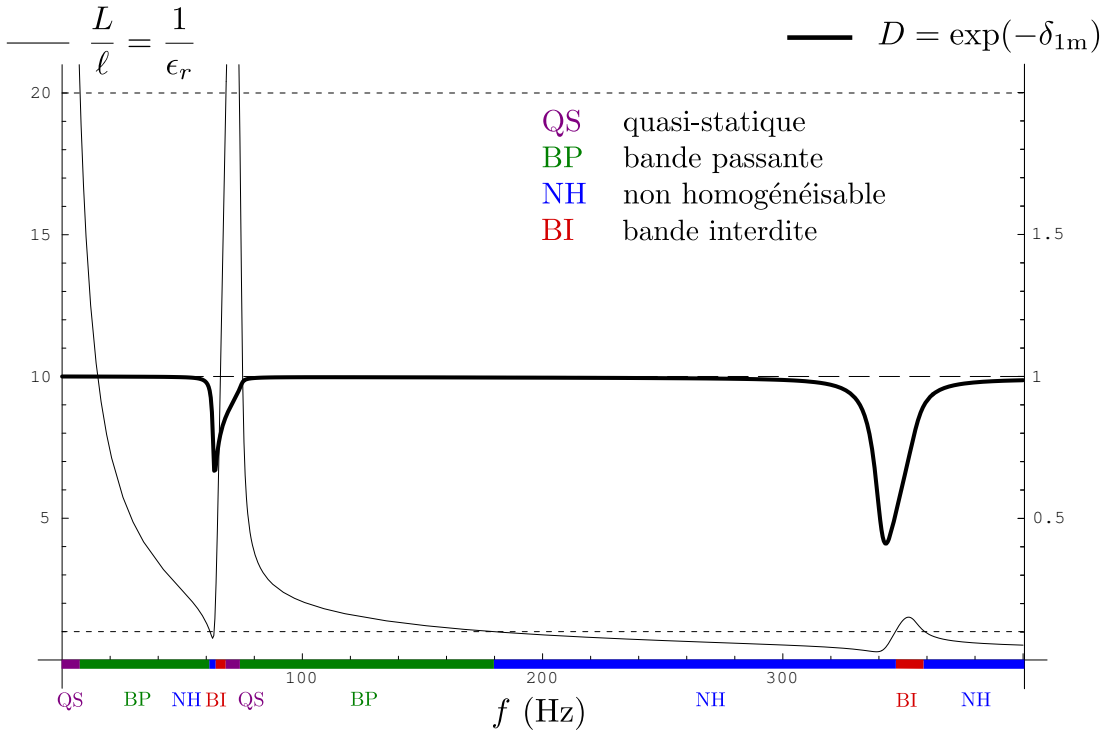 L/ℓ = 1/ϵ_r
D = exp(−δ_1m)
20
QS quasi-statique
BP bande passante
NH non homogénéisable
BI bande interdite
15 1.5
10 1
5 0.5
100 200 300
QS BP NH BI QS BP NH BI NH
f (Hz)